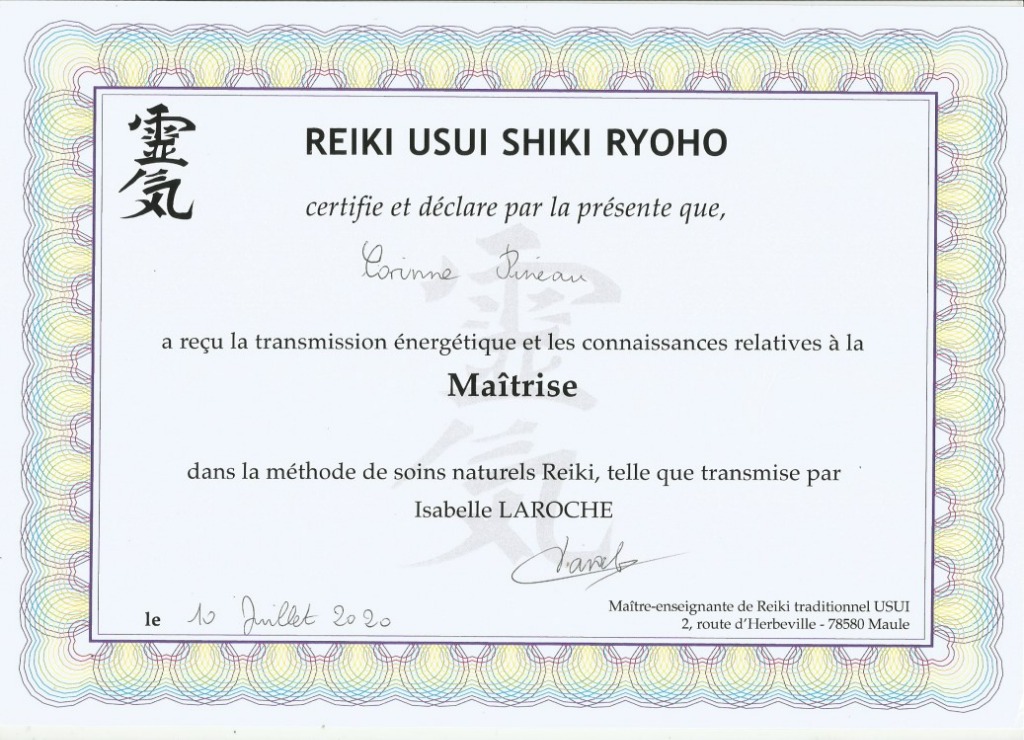 霊気
REIKI USUI SHIKI RYOHO
certifie et déclare par la présente que,
Corinne Pineau
a reçu la transmission énergétique et les connaissances relatives à la
Maîtrise
dans la méthode de soins naturels Reiki, telle que transmise par
Isabelle LAROCHE
le 10 Juillet 2020
Maître-enseignante de Reiki traditionnel USUI
2, route d'Herbeville - 78580 Maule